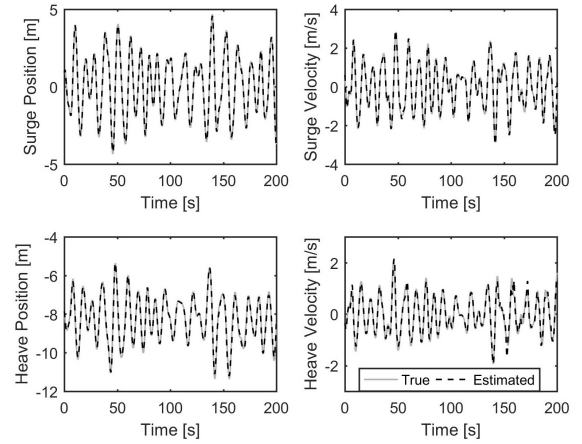 5
0
-5
Surge Position [m]
0 50 100 150 200
Time [s]
4
2
0
-2
-4
Surge Velocity [m/s]
0 50 100 150 200
Time [s]
-4
-6
-8
-10
-12
Heave Position [m]
0 50 100 150 200
Time [s]
2
0
-2
Heave Velocity [m/s]
True Estimated
0 50 100 150 200
Time [s]